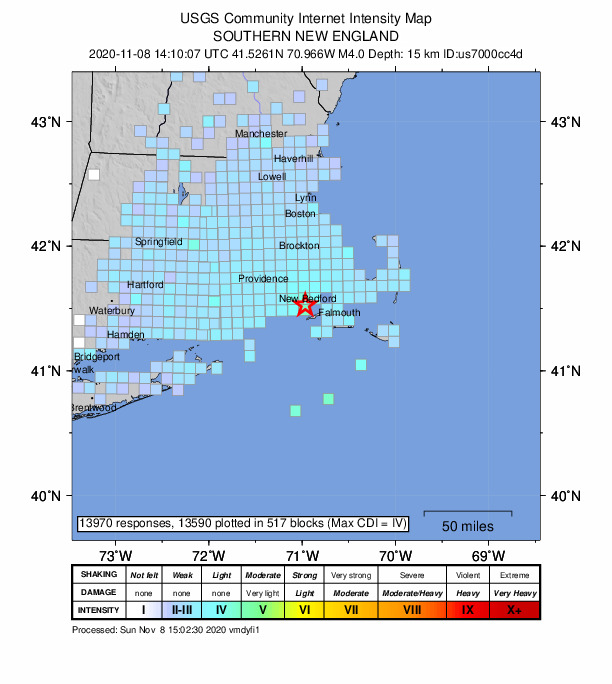 USGS Community Internet Intensity Map
SOUTHERN NEW ENGLAND
2020-11-08 14:10:07 UTC 41.5261N 70.966W M4.0 Depth: 15 km ID:us7000cc4d
43˚N 43˚N
Manchester
Haverhill
Lowell
Lynn
Boston
42˚N 42˚N
Springfield
Brockton
Providence
Hartford
New Bedford
Waterbury
Falmouth
Hamden
Bridgeport
41˚N 41˚N
rwalk
Brentwood
40˚N 40˚N
13970 responses, 13590 plotted in 517 blocks (Max CDI = IV)
50 miles
73˚W 72˚W 71˚W 70˚W 69˚W
SHAKING Not felt Weak Light Moderate Strong Very strong Severe Violent Extreme
DAMAGE none none none Very light Light Moderate Moderate/Heavy Heavy Very Heavy
INTENSITY I II-III IV V VI VII VIII IX X+
Processed: Sun Nov 8 15:02:30 2020 vmdyfi1